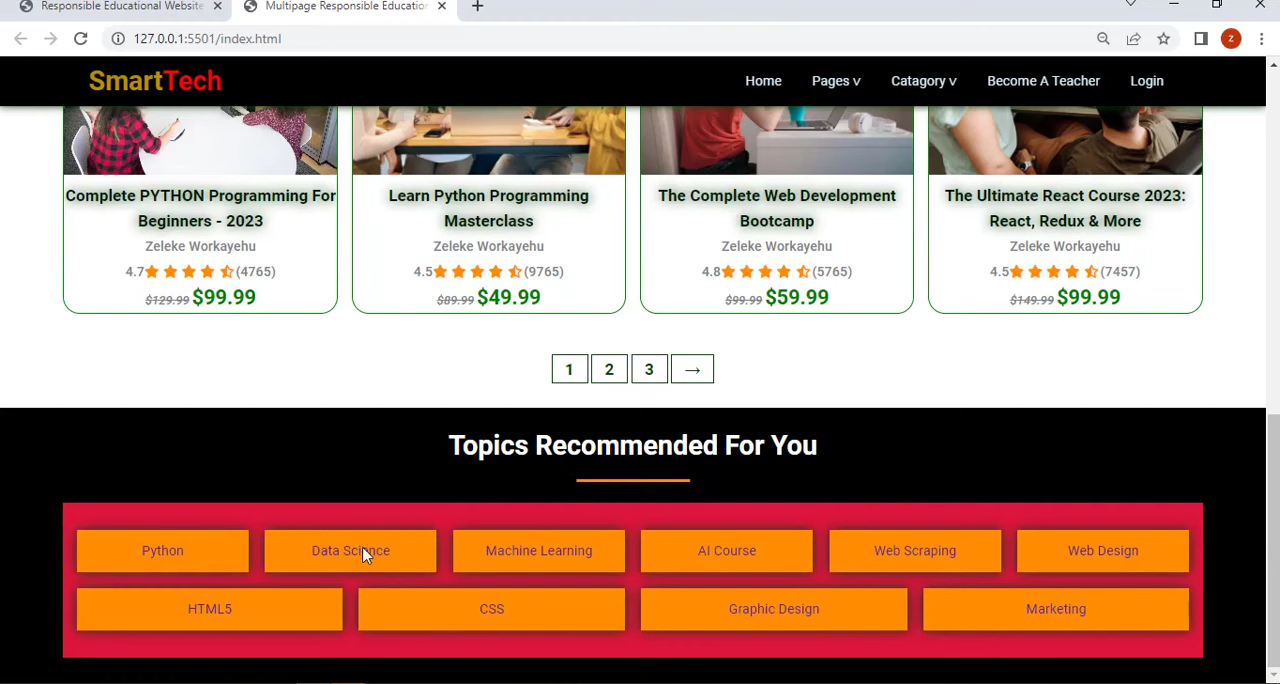 Responsible Educational Website
Multipage Responsible Educatio
127.0.0.1:5501/index.html
z
SmartTech
Home
Pages v
Catagory v
Become A Teacher
Login
Complete PYTHON Programming For
Beginners - 2023
Zeleke Workayehu
4.7 (4765)
$129.99 $99.99
Learn Python Programming
Masterclass
Zeleke Workayehu
4.5 (9765)
$89.99 $49.99
The Complete Web Development
Bootcamp
Zeleke Workayehu
4.8 (5765)
$99.99 $59.99
The Ultimate React Course 2023:
React, Redux & More
Zeleke Workayehu
4.5 (7457)
$149.99 $99.99
1 2 3 →
Topics Recommended For You
Python
Data Science
Machine Learning
AI Course
Web Scraping
Web Design
HTML5
CSS
Graphic Design
Marketing